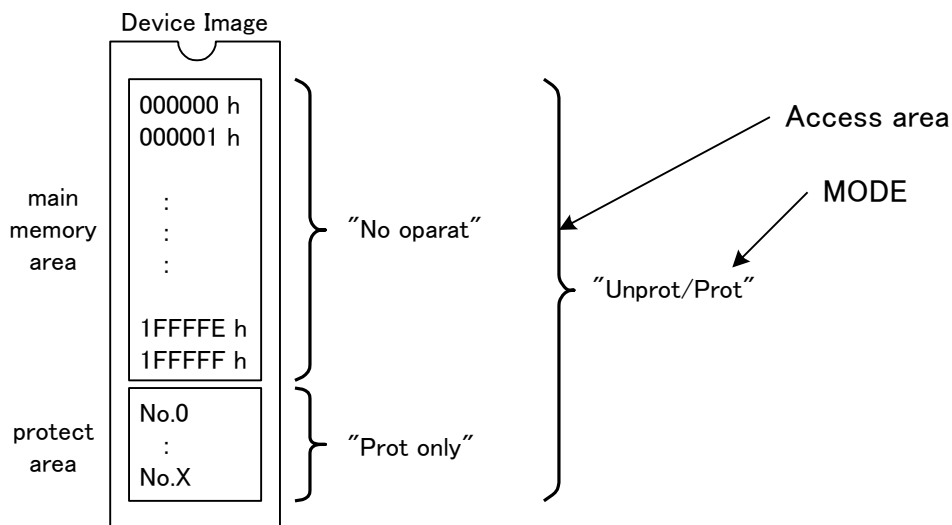 Device Image
000000 h
000001 h
:
:
:
1FFFFE h
1FFFFF h
main
memory
area
"No oparat"
Access area
MODE
"Unprot/Prot"
No.0
:
No.X
protect
area
"Prot only"